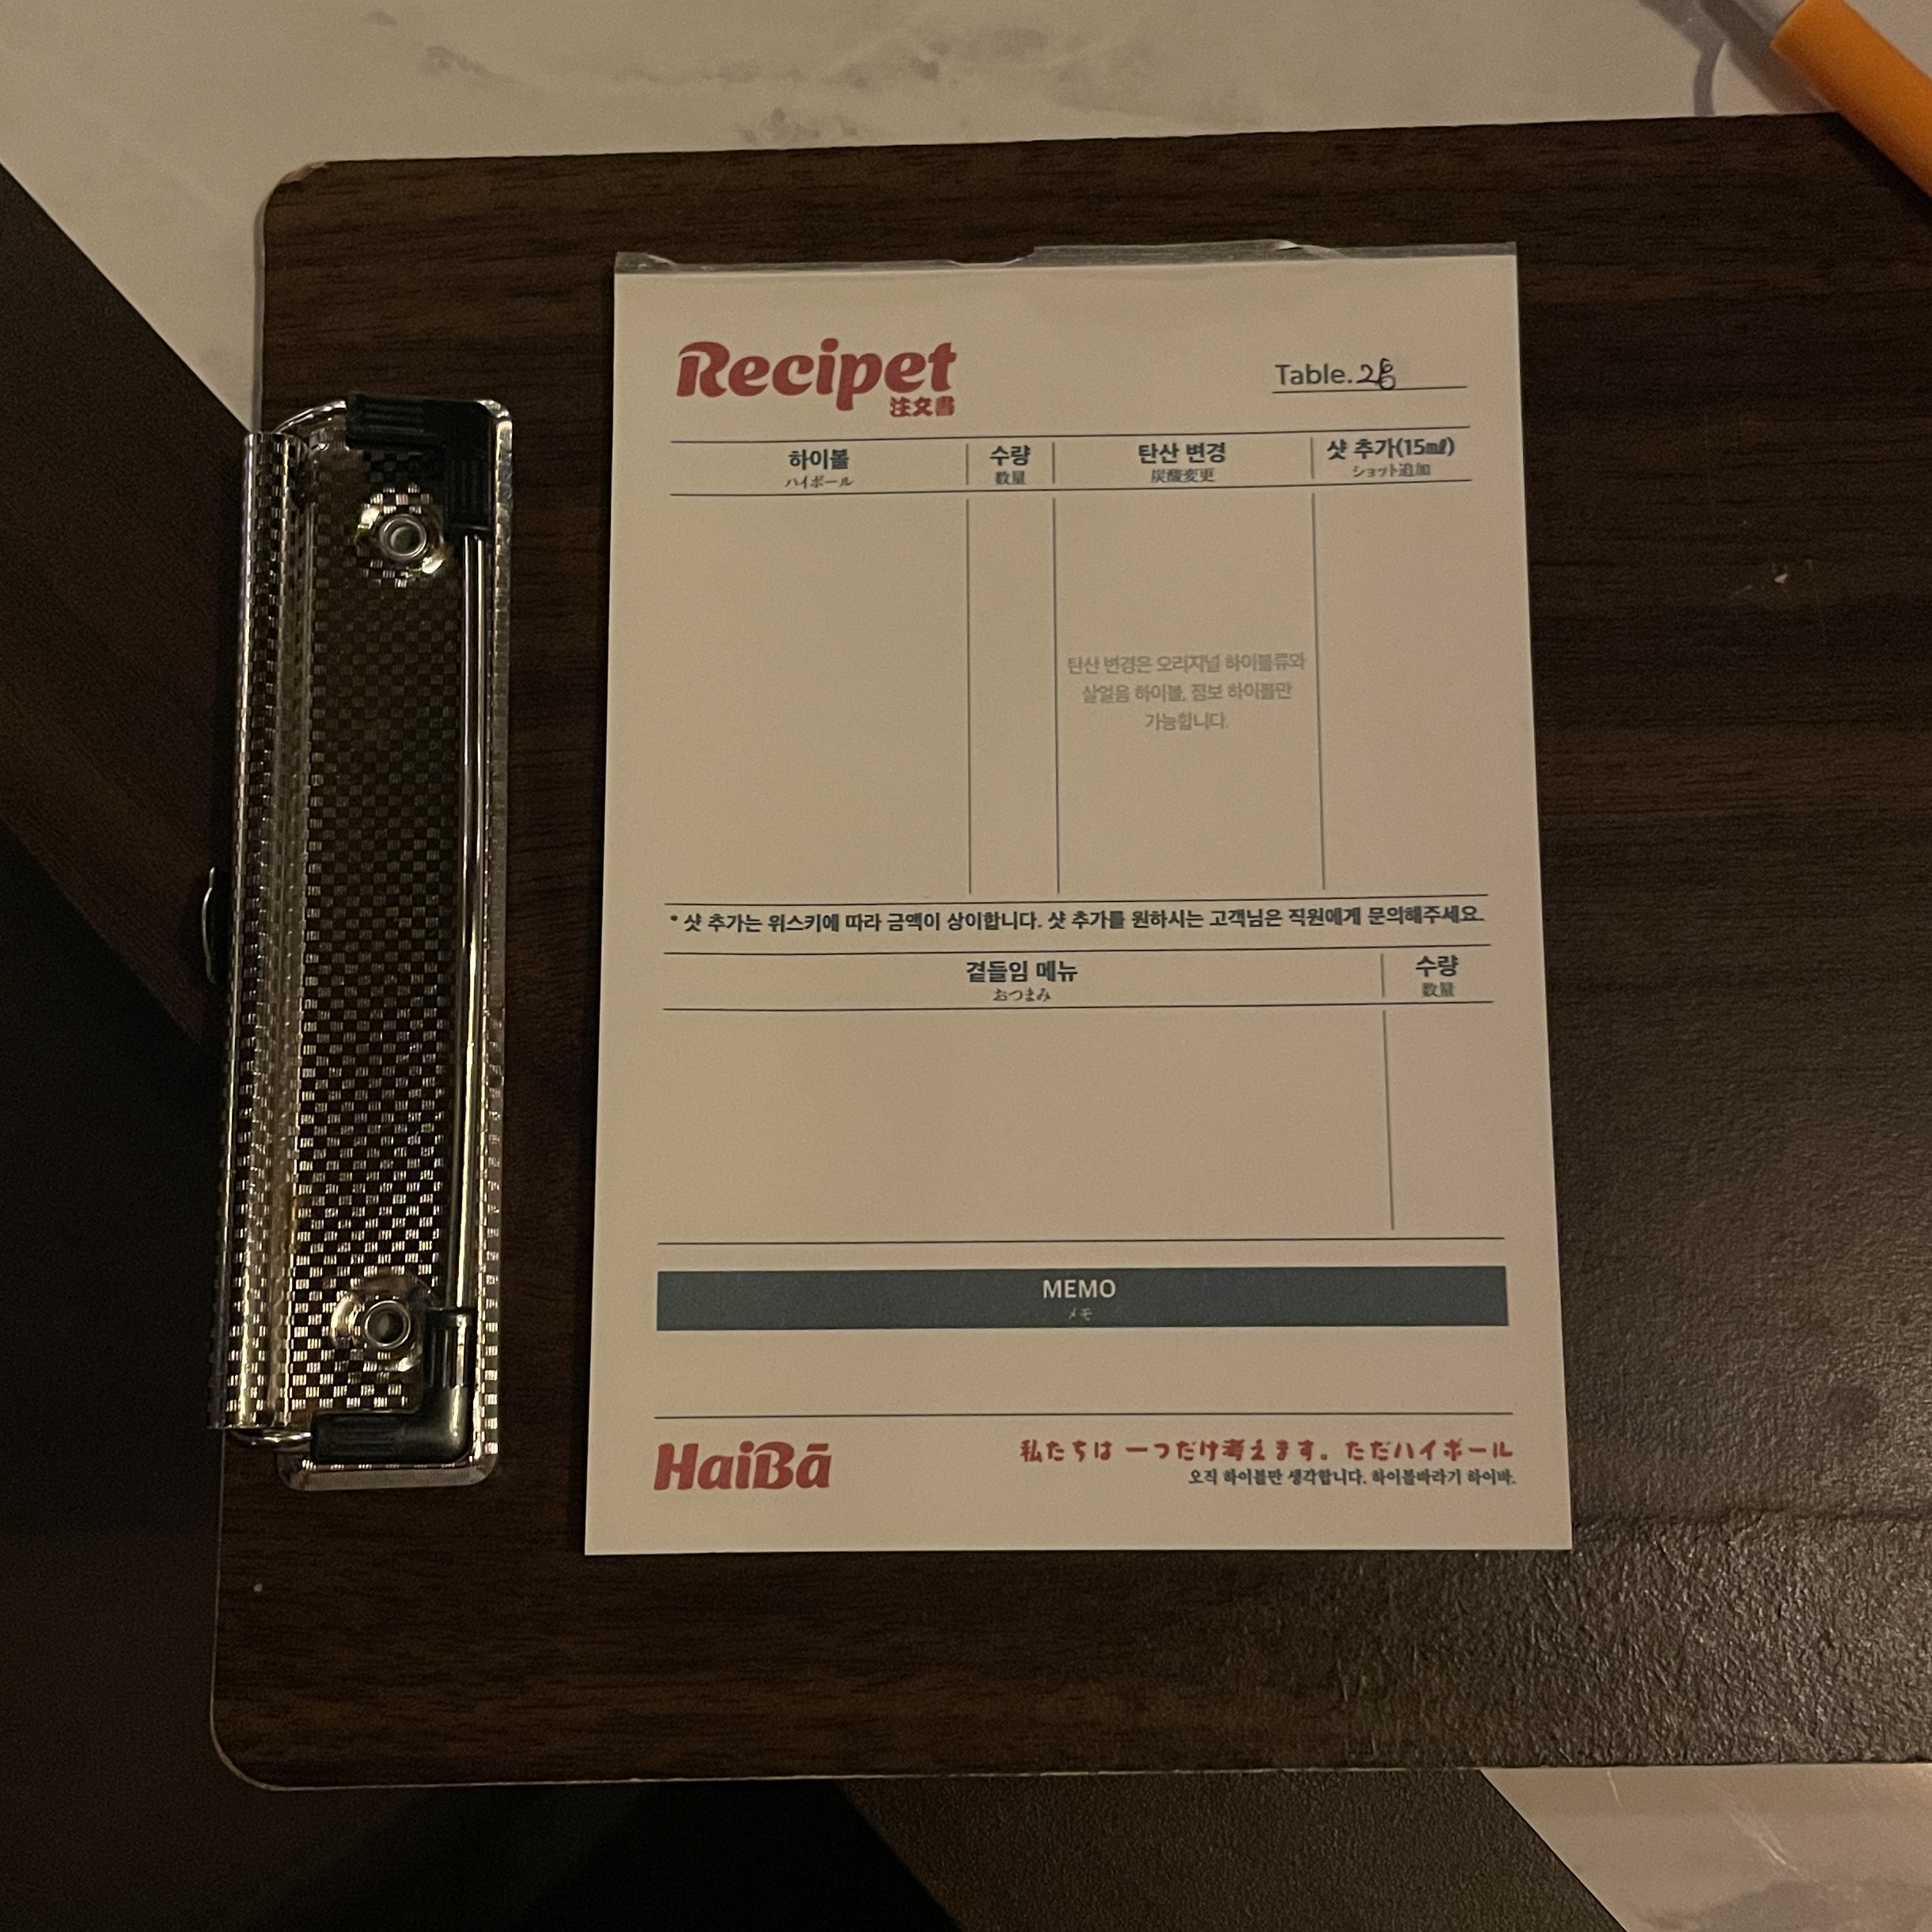 Recipet
注文書
Table.
하이볼 수량 탄산 변경 샷 추가(15㎖)
ハイボール 数量 炭酸変更 ショット追加
탄산 변경은 오리지널 하이볼류와
살얼음 하이볼, 점보 하이볼만
가능합니다.
* 샷 추가는 위스키에 따라 금액이 상이합니다. 샷 추가를 원하시는 고객님은 직원에게 문의해주세요.
곁들임 메뉴 수량
おつまみ 数量
MEMO
メモ
HaiBā
私たちは 一つだけ考えます。ただハイボール
오직 하이볼만 생각합니다. 하이볼바라기 하이바.